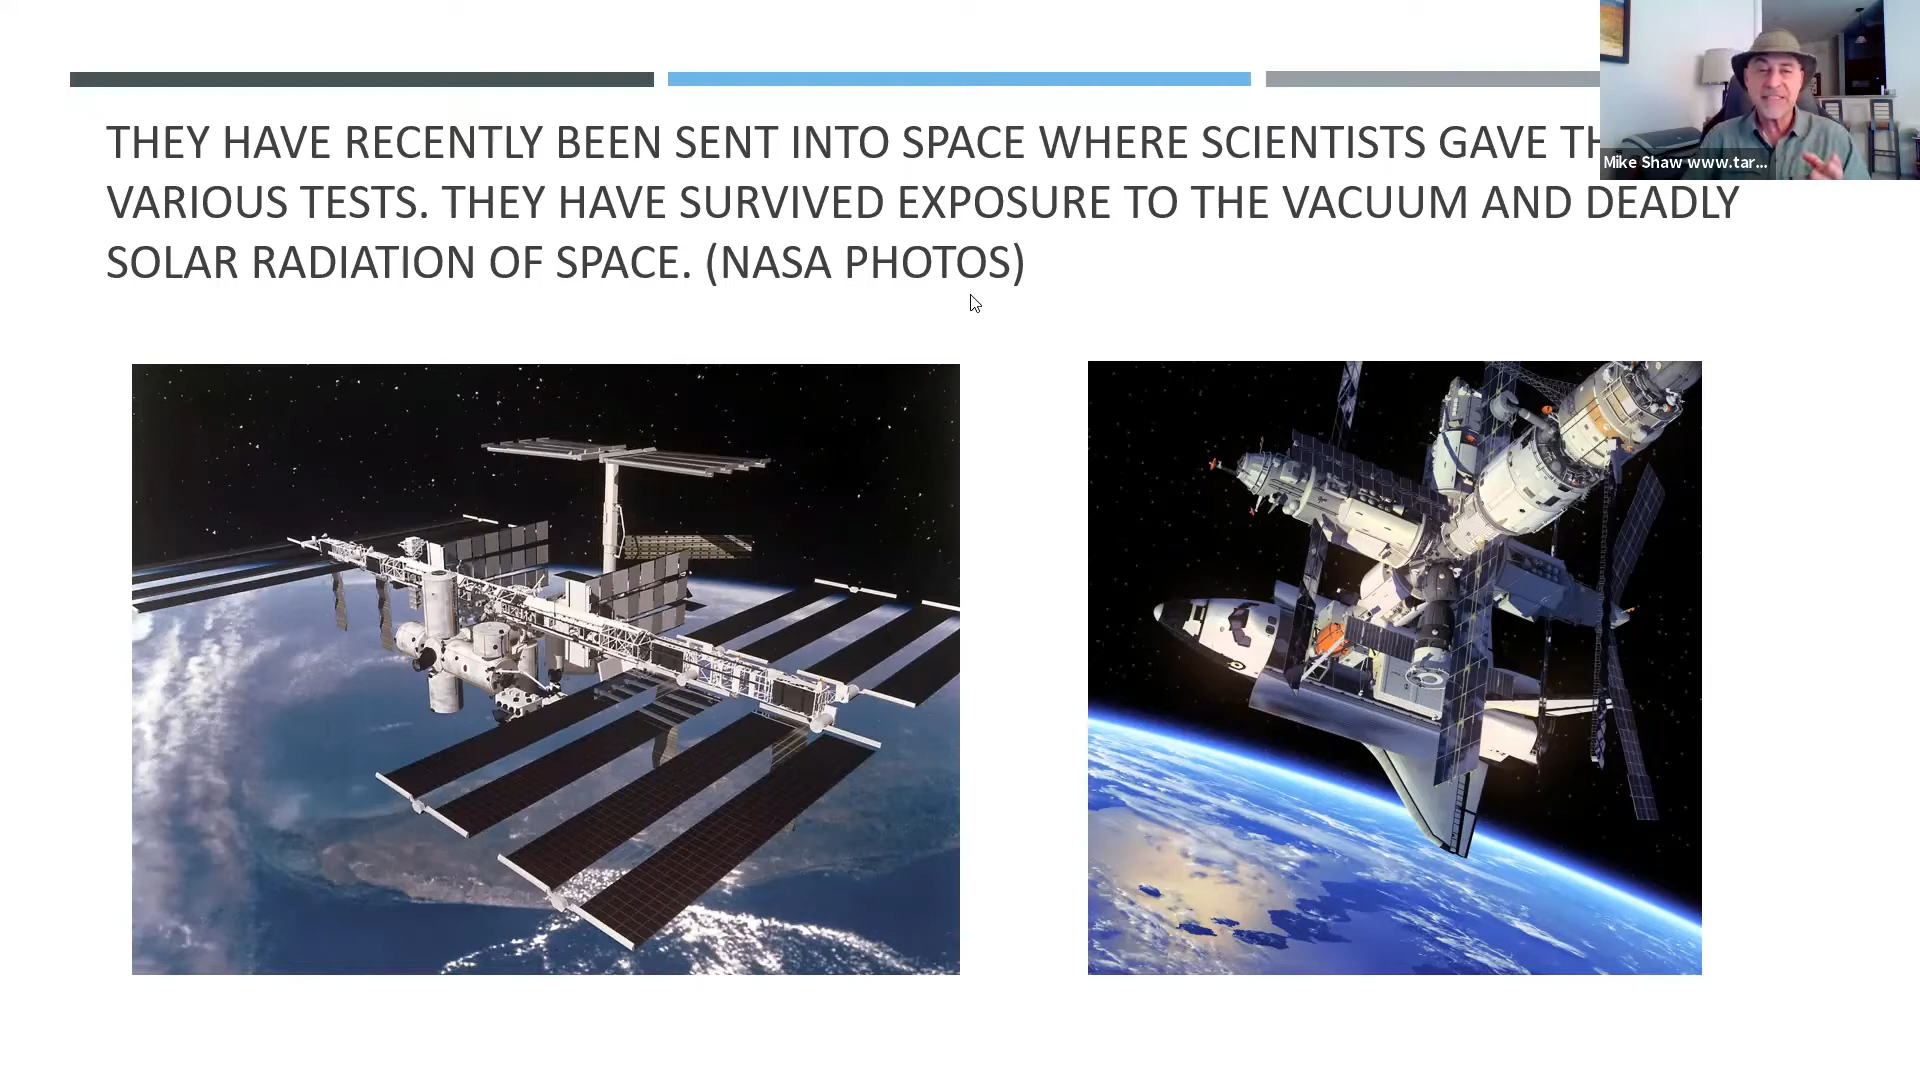 THEY HAVE RECENTLY BEEN SENT INTO SPACE WHERE SCIENTISTS GAVE
VARIOUS TESTS. THEY HAVE SURVIVED EXPOSURE TO THE VACUUM AND DEADLY
SOLAR RADIATION OF SPACE. (NASA PHOTOS)
Mike Shaw www.tar...